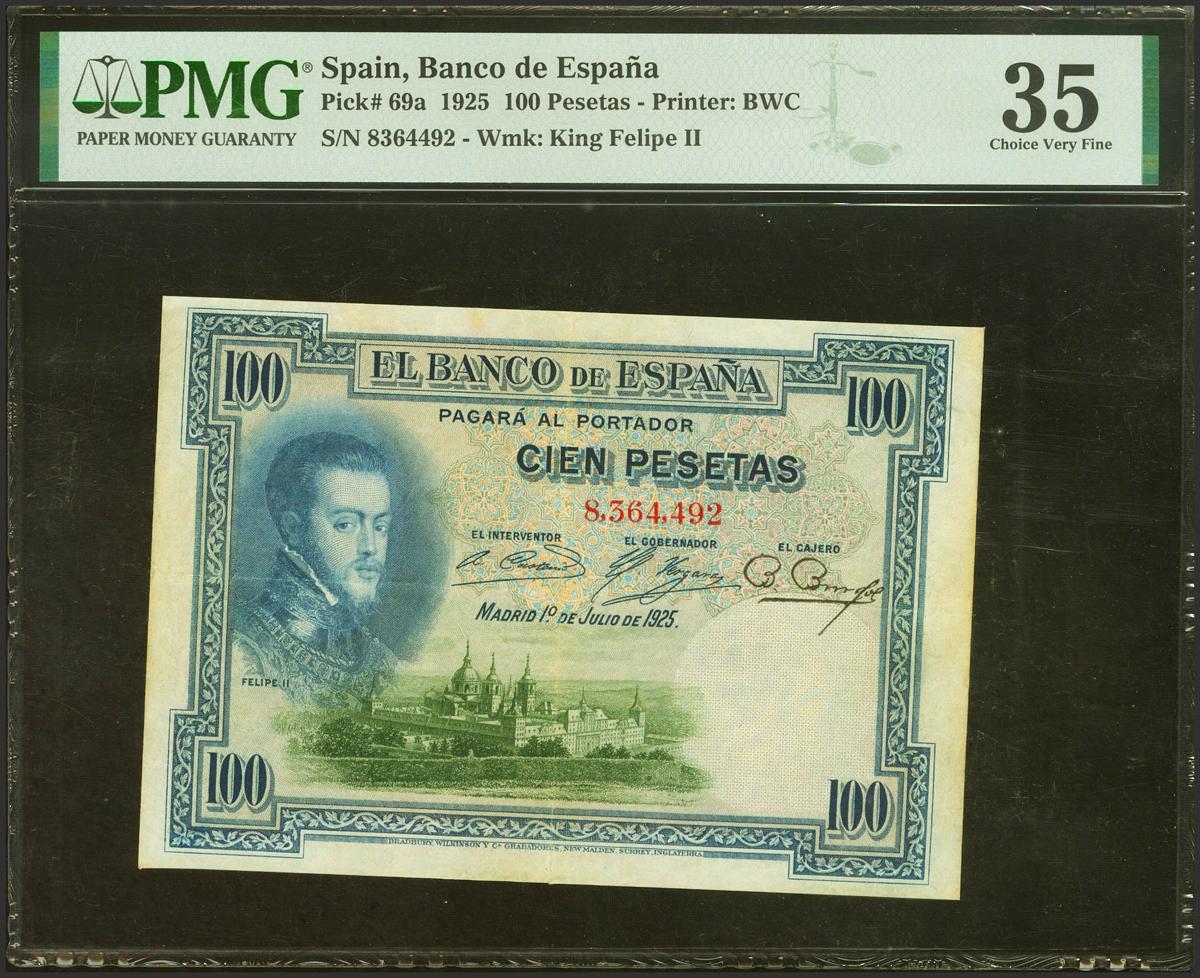 PMG® Spain, Banco de España
Pick# 69a 1925 100 Pesetas - Printer: BWC
PAPER MONEY GUARANTY
S/N 8364492 - Wmk: King Felipe II
35
Choice Very Fine
100
EL BANCO DE ESPAÑA
100
PAGARÁ AL PORTADOR
CIEN PESETAS
8,364,492
EL INTERVENTOR
EL GOBERNADOR
EL CAJERO
MADRID 1.º DE JULIO DE 1925.
FELIPE II
100
100
BRADBURY, WILKINSON Y Cª GRABADORES, NEW MALDEN, SURREY, INGLATERRA